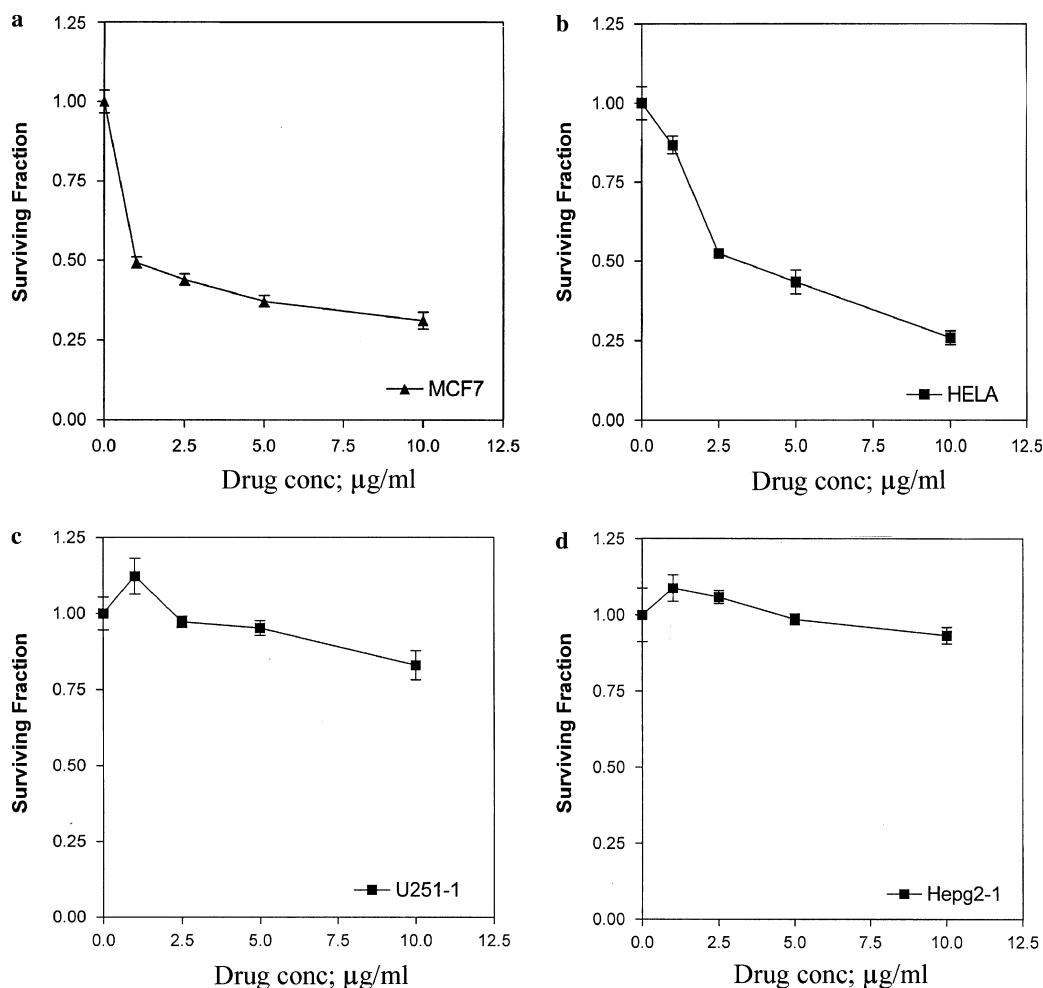 a
1.25
1.00
0.75
0.50
0.25
0.00
Surviving Fraction
MCF7
0.0 2.5 5.0 7.5 10.0 12.5
Drug conc; µg/ml
b
1.25
1.00
0.75
0.50
0.25
0.00
Surviving Fraction
HELA
0.0 2.5 5.0 7.5 10.0 12.5
Drug conc; µg/ml
c
1.25
1.00
0.75
0.50
0.25
0.00
Surviving Fraction
U251-1
0.0 2.5 5.0 7.5 10.0 12.5
Drug conc; µg/ml
d
1.25
1.00
0.75
0.50
0.25
0.00
Surviving Fraction
Hepg2-1
0.0 2.5 5.0 7.5 10.0 12.5
Drug conc; µg/ml